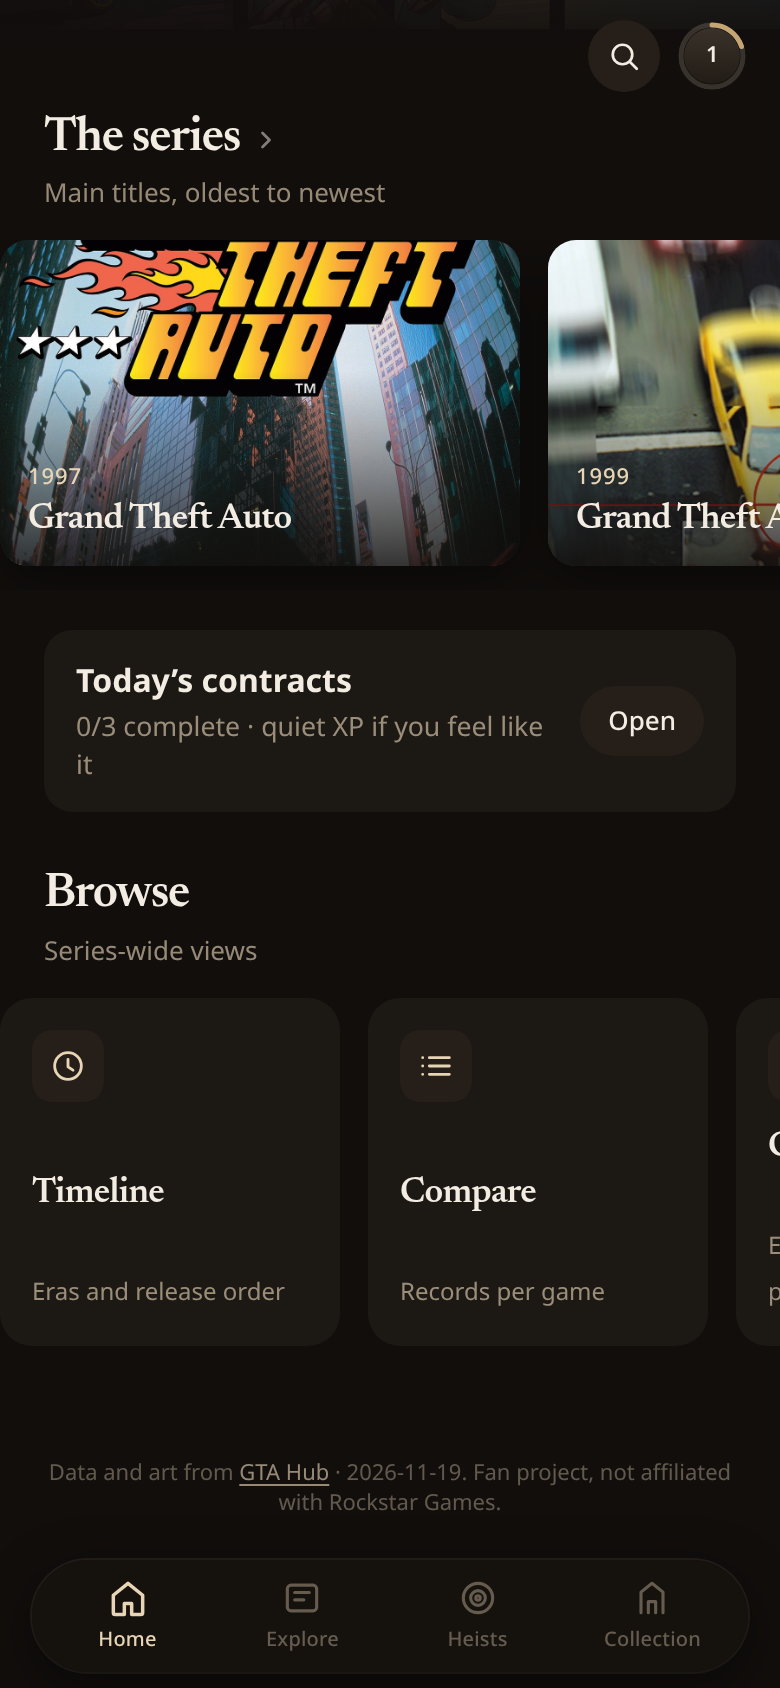 1
The series
Main titles, oldest to newest
THEFT
AUTO
TM
1997
Grand Theft Auto
1999
Grand Theft
Today’s contracts
0/3 complete · quiet XP if you feel like
it
Open
Browse
Series-wide views
Timeline
Eras and release order
Compare
Records per game
Data and art from GTA Hub · 2026-11-19. Fan project, not affiliated
with Rockstar Games.
Home
Explore
Heists
Collection